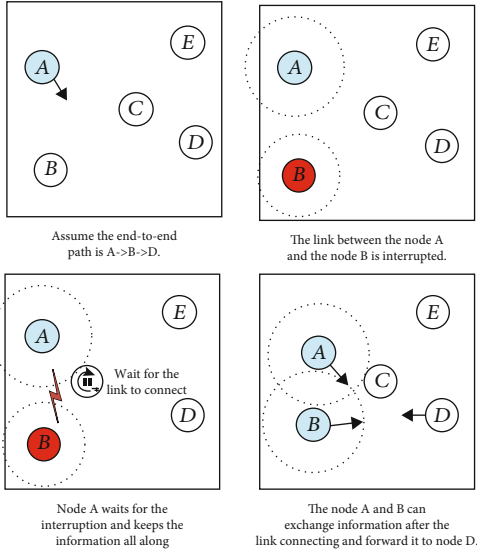 E
A
C
D
B
Assume the end-to-end
path is A->B->D.
E
A
C
D
B
The link between the node A
and the node B is interrupted.
E
A
Wait for the
link to connect
D
B
Node A waits for the
interruption and keeps the
information all along
E
A
C
B
D
The node A and B can
exchange information after the
link connecting and forward it to node D.